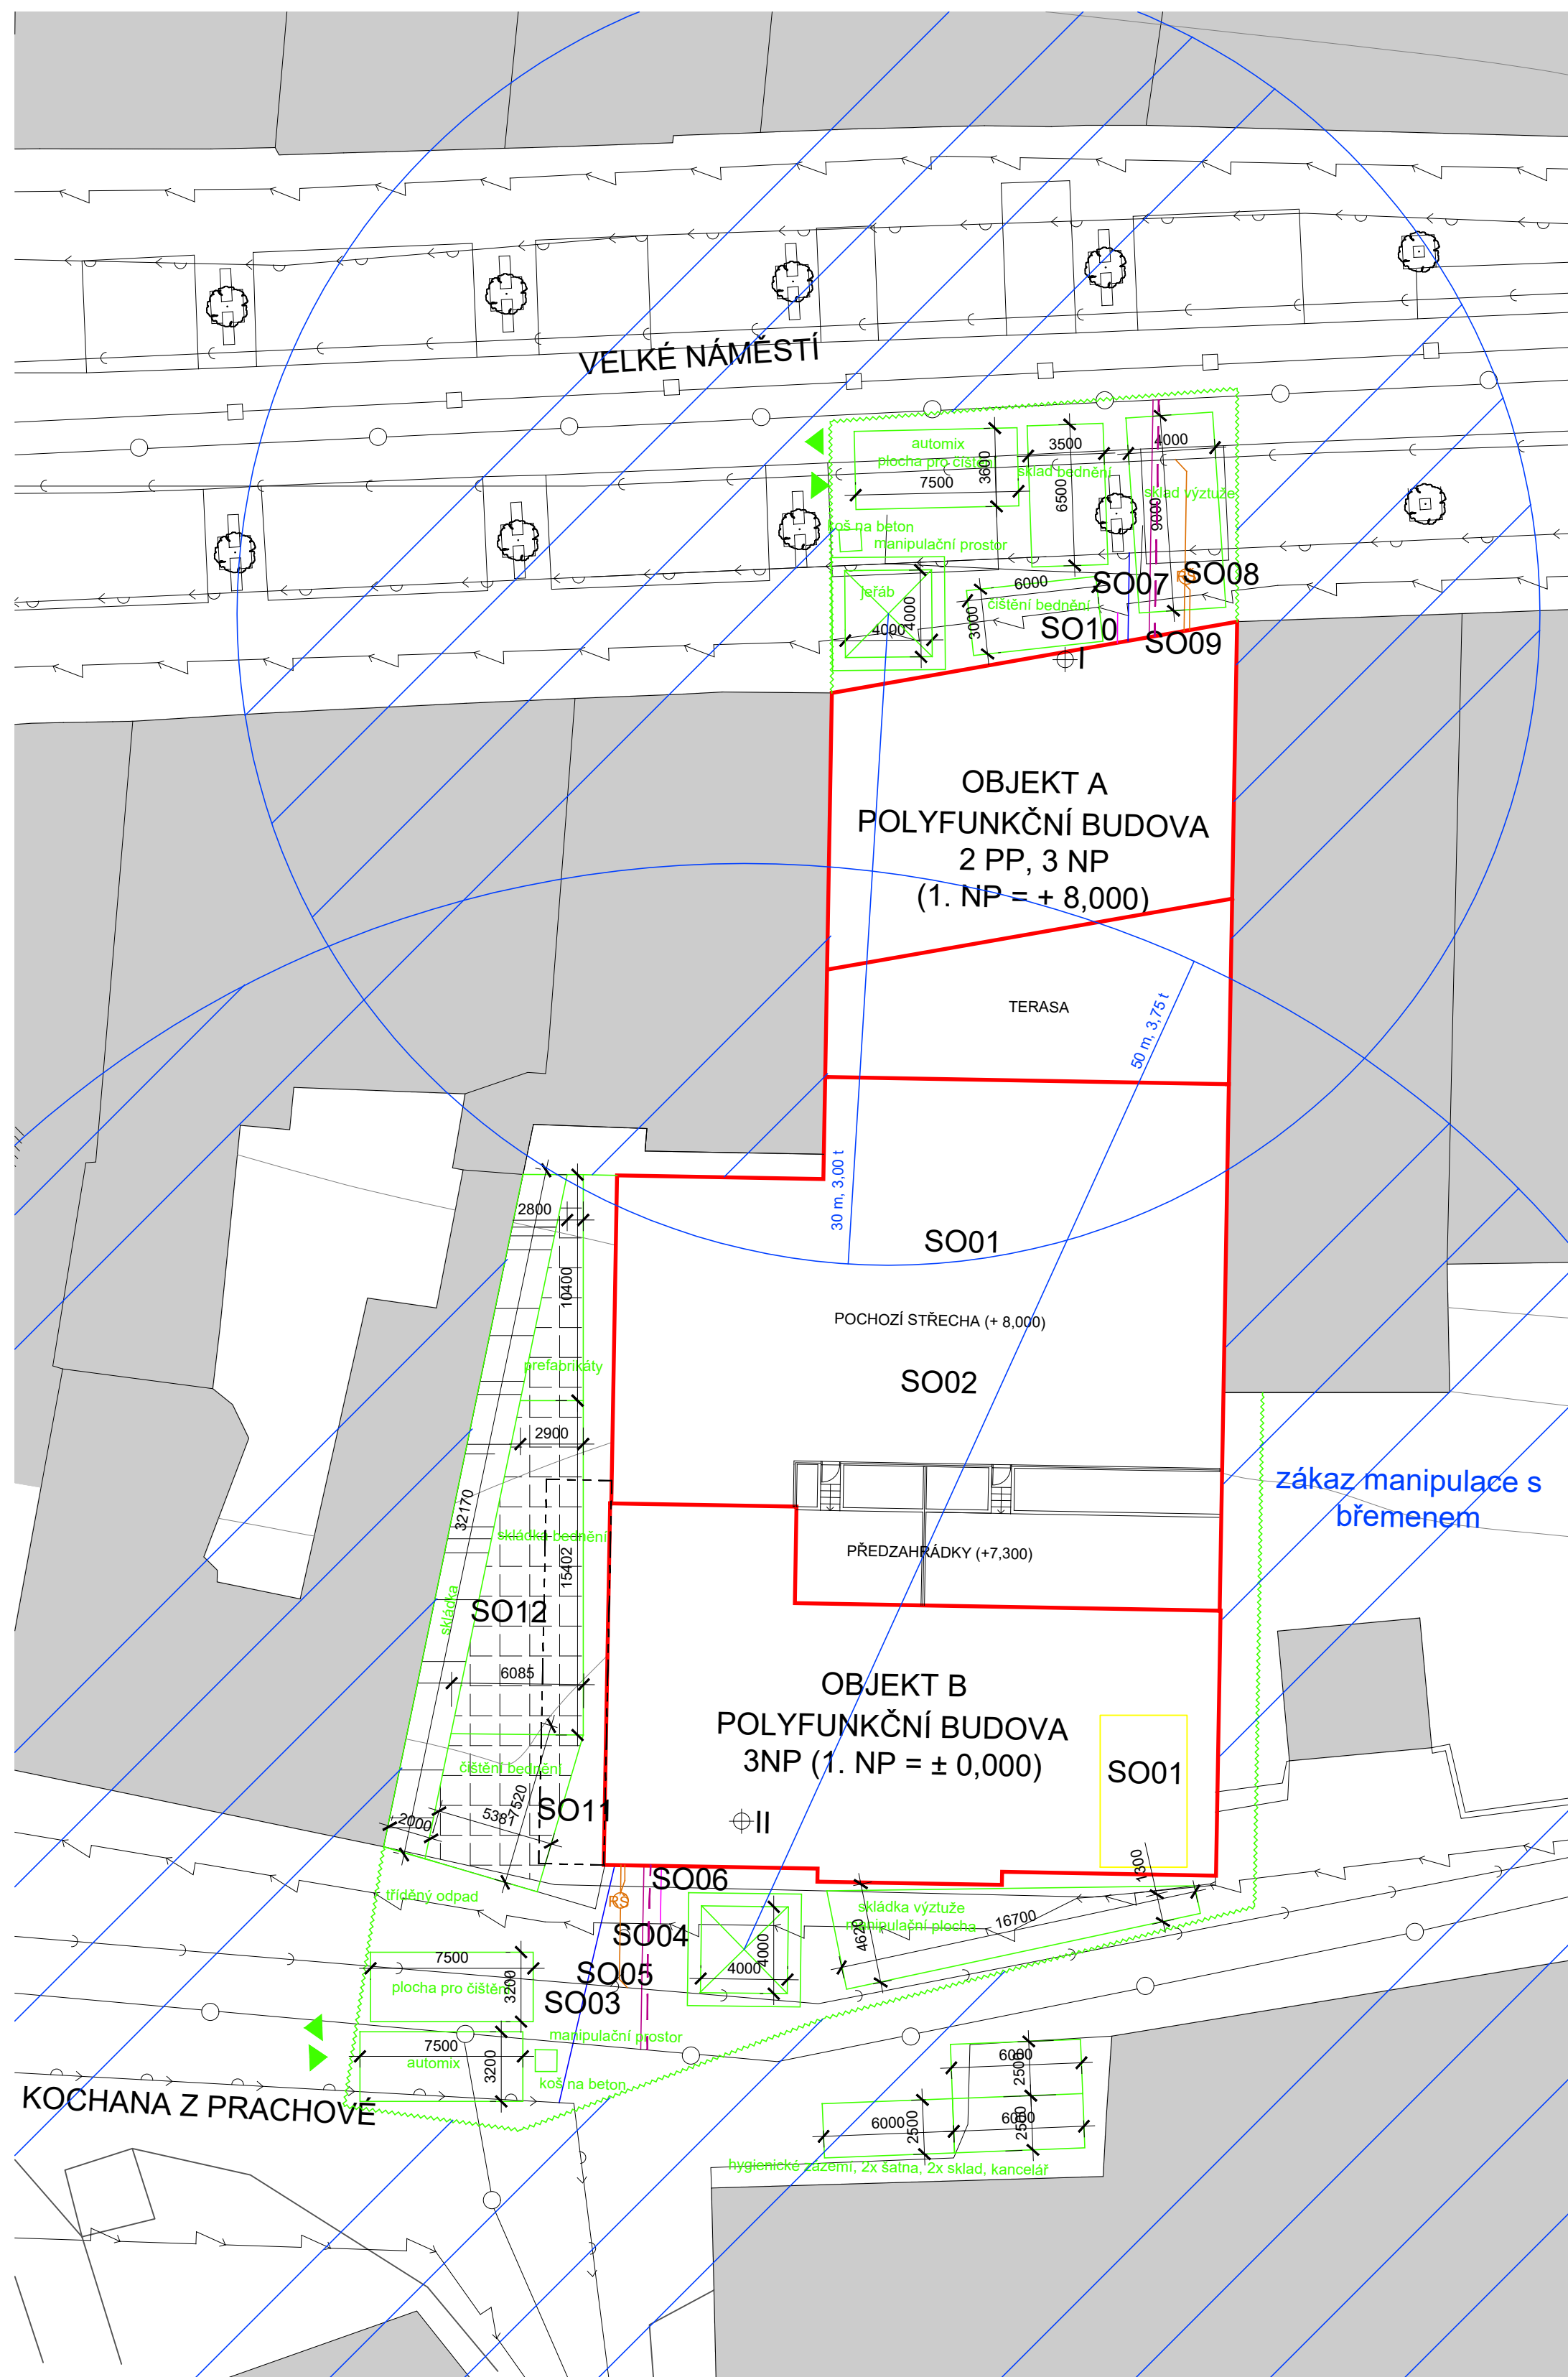 VELKÉ NÁMĚSTÍ
automix
plocha pro čištění
7500
3600
3500
sklad bednění
6500
4000
sklad výztuže
9000
koš na beton
manipulační prostor
jeřáb
4000
4000
6000
čištění bednění
3000
SO07
RŠ
SO08
SO10
SO09
I
OBJEKT A
POLYFUNKČNÍ BUDOVA
2 PP, 3 NP
(1. NP = + 8,000)
TERASA
50 m, 3,75 t
30 m, 3,00 t
2800
10400
SO01
POCHOZÍ STŘECHA (+ 8,000)
prefabrikáty
SO02
2900
zákaz manipulace s
břemenem
32170
skládka bednění
15402
PŘEDZAHRÁDKY (+7,300)
skládka
SO12
6085
OBJEKT B
POLYFUNKČNÍ BUDOVA
3NP (1. NP = ± 0,000)
čištění bednění
SO01
7520
5381
2000
SO11
II
1300
SO06
tříděný odpad
RŠ
skládka výztuže
manipulační plocha
16700
4620
SO04
4000
4000
7500
plocha pro čištění
3200
SO05
SO03
manipulační prostor
7500
automix
3200
koš na beton
KOCHANA Z PRACHOVÉ
6000
2500
6000
2500
6000
2500
hygienické zázemí, 2x šatna, 2x sklad, kancelář